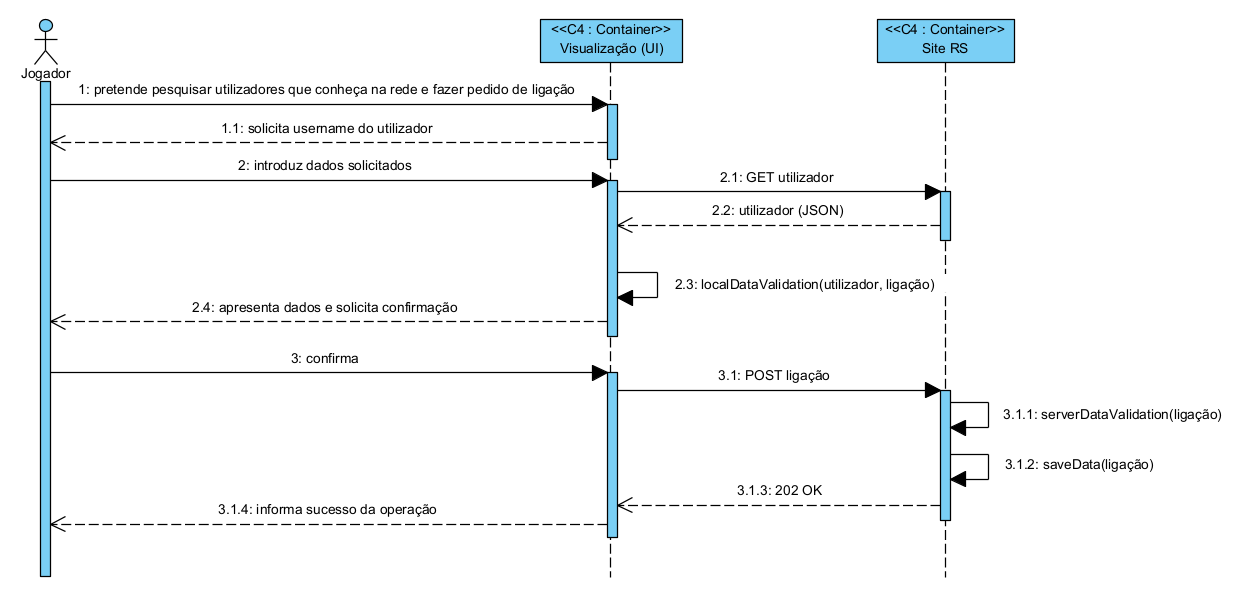 <<C4 : Container>>
Visualização (UI)
<<C4 : Container>>
Site RS
Jogador
1: pretende pesquisar utilizadores que conheça na rede e fazer pedido de ligação
1.1: solicita username do utilizador
2: introduz dados solicitados
2.1: GET utilizador
2.2: utilizador (JSON)
2.3: localDataValidation(utilizador, ligação)
2.4: apresenta dados e solicita confirmação
3: confirma
3.1: POST ligação
3.1.1: serverDataValidation(ligação)
3.1.2: saveData(ligação)
3.1.3: 202 OK
3.1.4: informa sucesso da operação